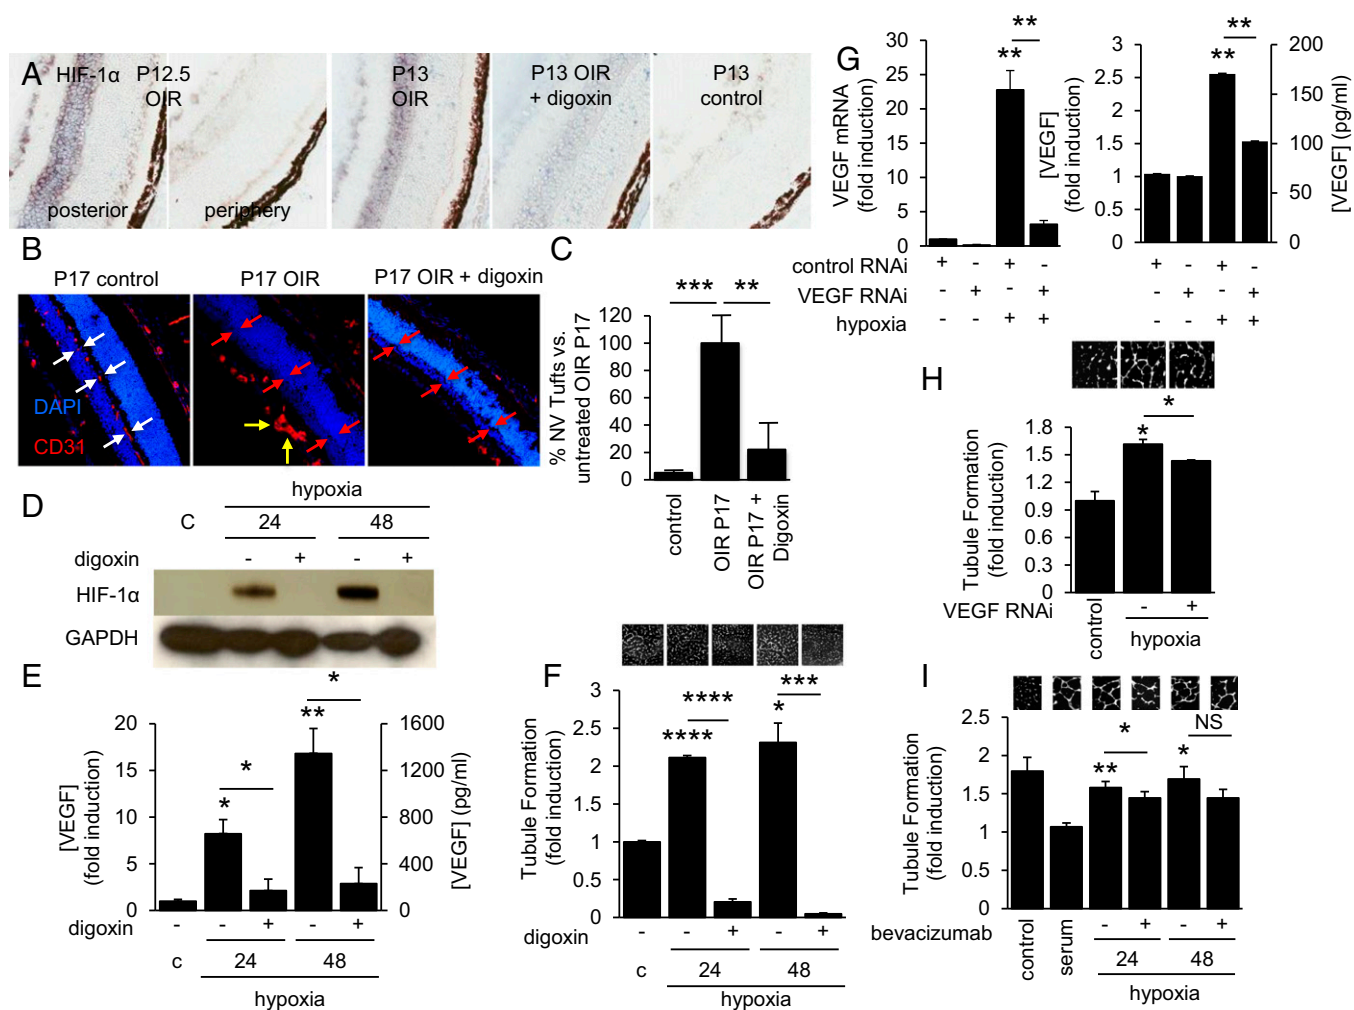 A
HIF-1α
P12.5
OIR
posterior
periphery
P13
OIR
P13 OIR
+ digoxin
P13
control
B
P17 control
P17 OIR
P17 OIR + digoxin
DAPI
CD31
C
*** **
% NV Tufts vs.
untreated OIR P17
120
100
80
60
40
20
0
control
OIR P17
OIR P17 +
Digoxin
D
hypoxia
C 24 48
digoxin - + - +
HIF-1α
GAPDH
E
[VEGF]
(fold induction)
20
15
10
5
0
* * ** *
1600
1200
800
400
0
[VEGF] (pg/ml)
digoxin - - + - +
c 24 48
hypoxia
F
Tubule Formation
(fold induction)
3
2.5
2
1.5
1
0.5
0
**** **** * ***
digoxin - - + - +
c 24 48
hypoxia
G
VEGF mRNA
(fold induction)
30
25
20
15
10
5
0
** **
[VEGF]
(fold induction)
3
2.5
2
1.5
1
0.5
0
** **
200
150
100
50
0
[VEGF] (pg/ml)
control RNAi + - + - + - + -
VEGF RNAi - + - + - + - +
hypoxia - - + + - - + +
H
Tubule Formation
(fold induction)
1.8
1.5
1.2
0.9
0.6
0.3
0
* *
VEGF RNAi - +
control
hypoxia
I
Tubule Formation
(fold induction)
2.5
2
1.5
1
0.5
0
** * * NS
bevacizumab - + - +
control
serum
24 48
hypoxia